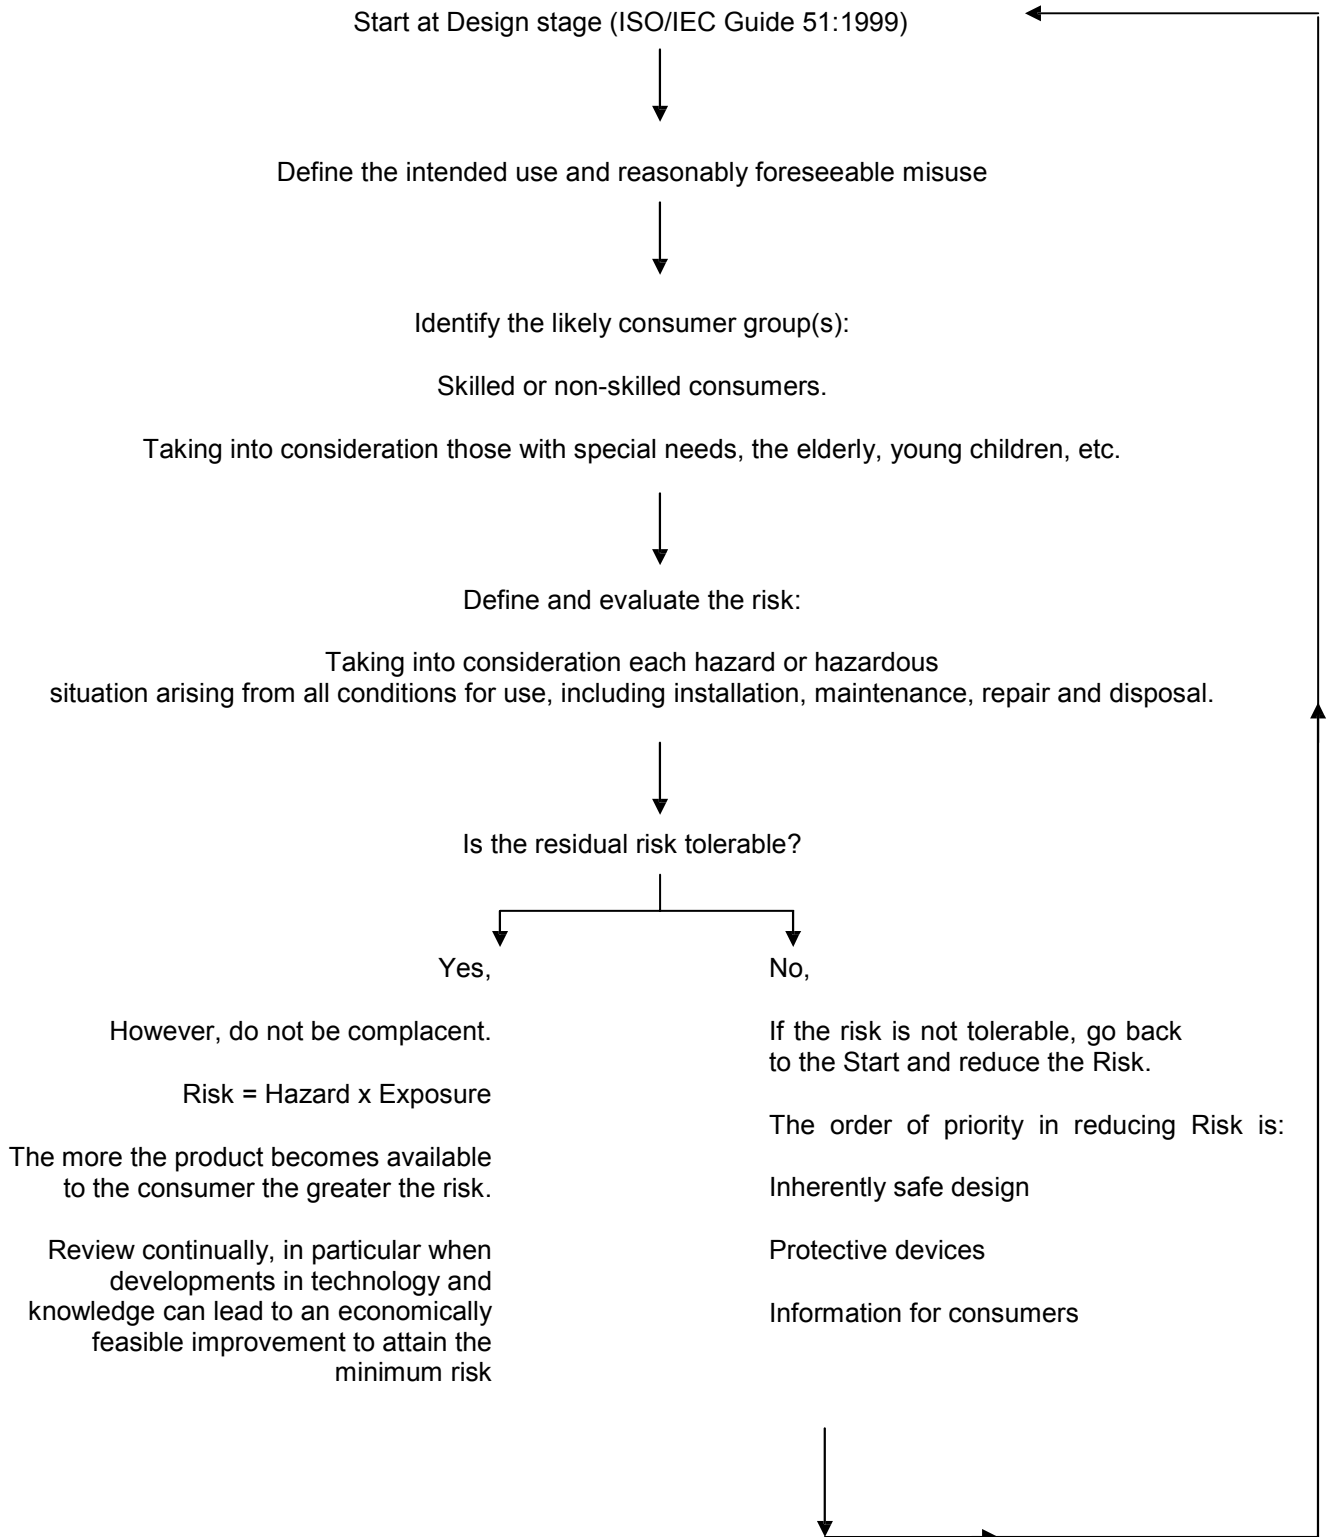 Start at Design stage (ISO/IEC Guide 51:1999)
Define the intended use and reasonably foreseeable misuse
Identify the likely consumer group(s):
Skilled or non-skilled consumers.
Taking into consideration those with special needs, the elderly, young children, etc.
Define and evaluate the risk:
Taking into consideration each hazard or hazardous
situation arising from all conditions for use, including installation, maintenance, repair and disposal.
Is the residual risk tolerable?
Yes,
However, do not be complacent.
Risk = Hazard x Exposure
The more the product becomes available
to the consumer the greater the risk.
Review continually, in particular when
developments in technology and
knowledge can lead to an economically
feasible improvement to attain the
minimum risk
No,
If the risk is not tolerable, go back
to the Start and reduce the Risk.
The order of priority in reducing Risk is:
Inherently safe design
Protective devices
Information for consumers